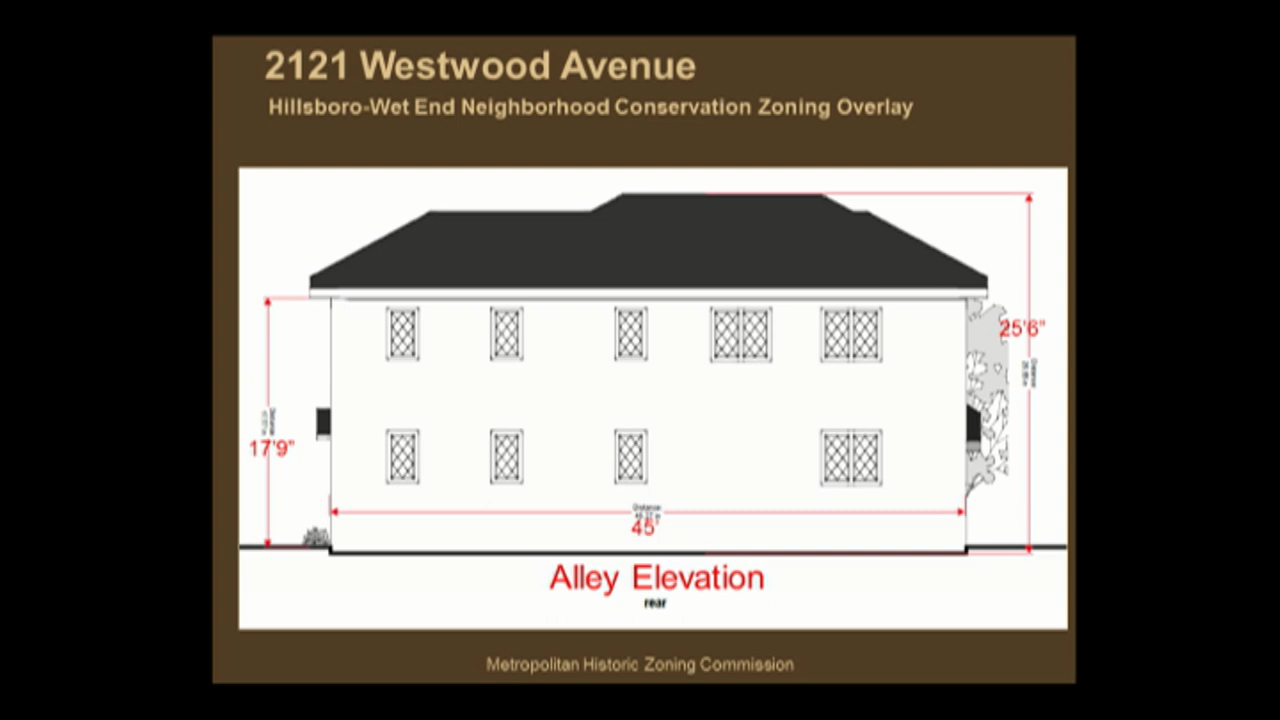 2121 Westwood Avenue
Hillsboro-Wet End Neighborhood Conservation Zoning Overlay
25'6"
17'9"
Distance
45'
Alley Elevation
rear
Metropolitan Historic Zoning Commission